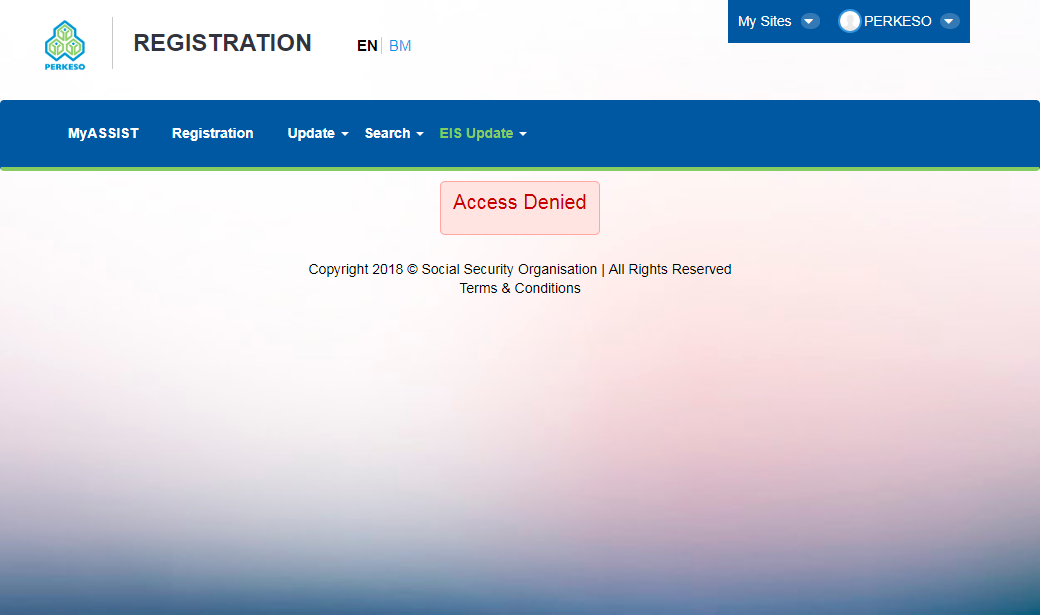 PERKESO
REGISTRATION
EN BM
My Sites PERKESO
MyASSIST Registration Update Search EIS Update
Access Denied
Copyright 2018 © Social Security Organisation | All Rights Reserved
Terms & Conditions